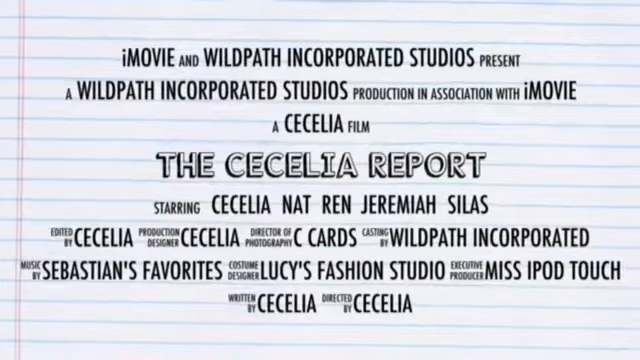 iMOVIE AND WILDPATH INCORPORATED STUDIOS PRESENT
A WILDPATH INCORPORATED STUDIOS PRODUCTION IN ASSOCIATION WITH iMOVIE
A CECELIA FILM
THE CECELIA REPORT
STARRING CECELIA NAT REN JEREMIAH SILAS
EDITED BY CECELIA PRODUCTION DESIGNER CECELIA DIRECTOR OF PHOTOGRAPHY C CARDS CASTING BY WILDPATH INCORPORATED
MUSIC BY SEBASTIAN'S FAVORITES COSTUME DESIGNER LUCY'S FASHION STUDIO EXECUTIVE PRODUCER MISS IPOD TOUCH
WRITTEN BY CECELIA DIRECTED BY CECELIA